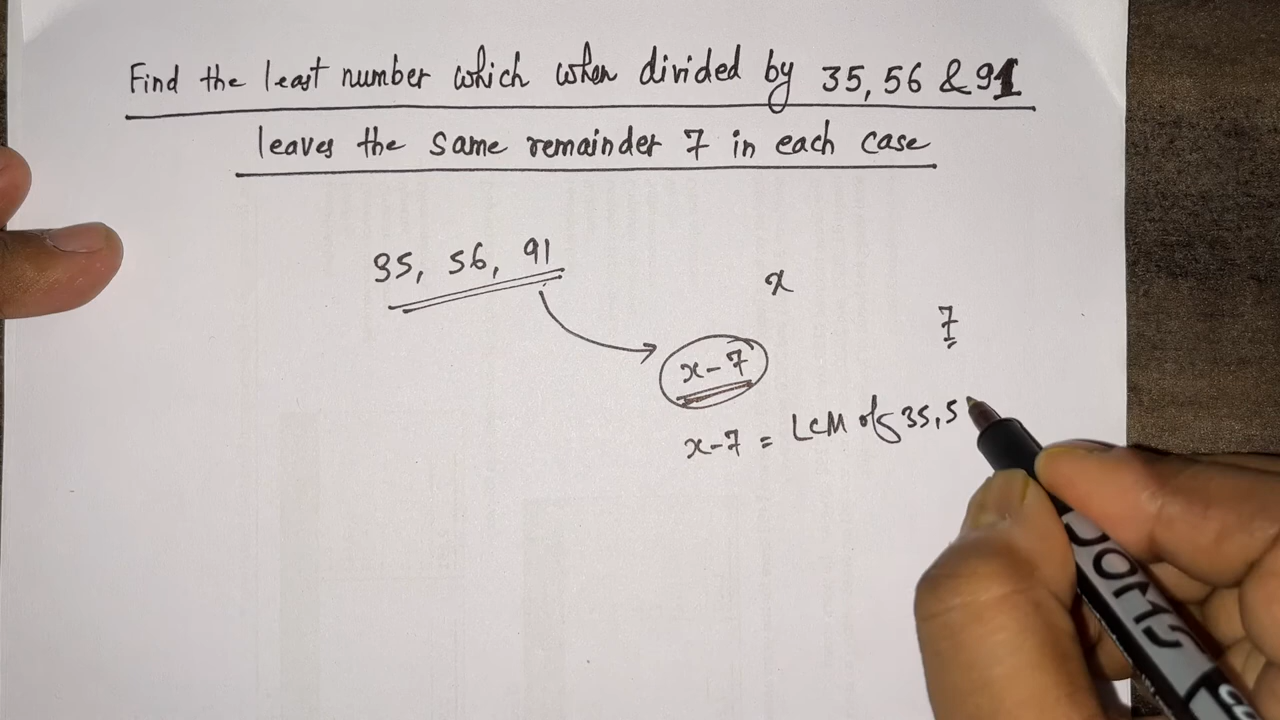 Find the least number which when divided by 35, 56 & 91
leaves the same remainder 7 in each case
35, 56, 91
x
7
x-7
x-7 = LCM of 35, 5
DOMS